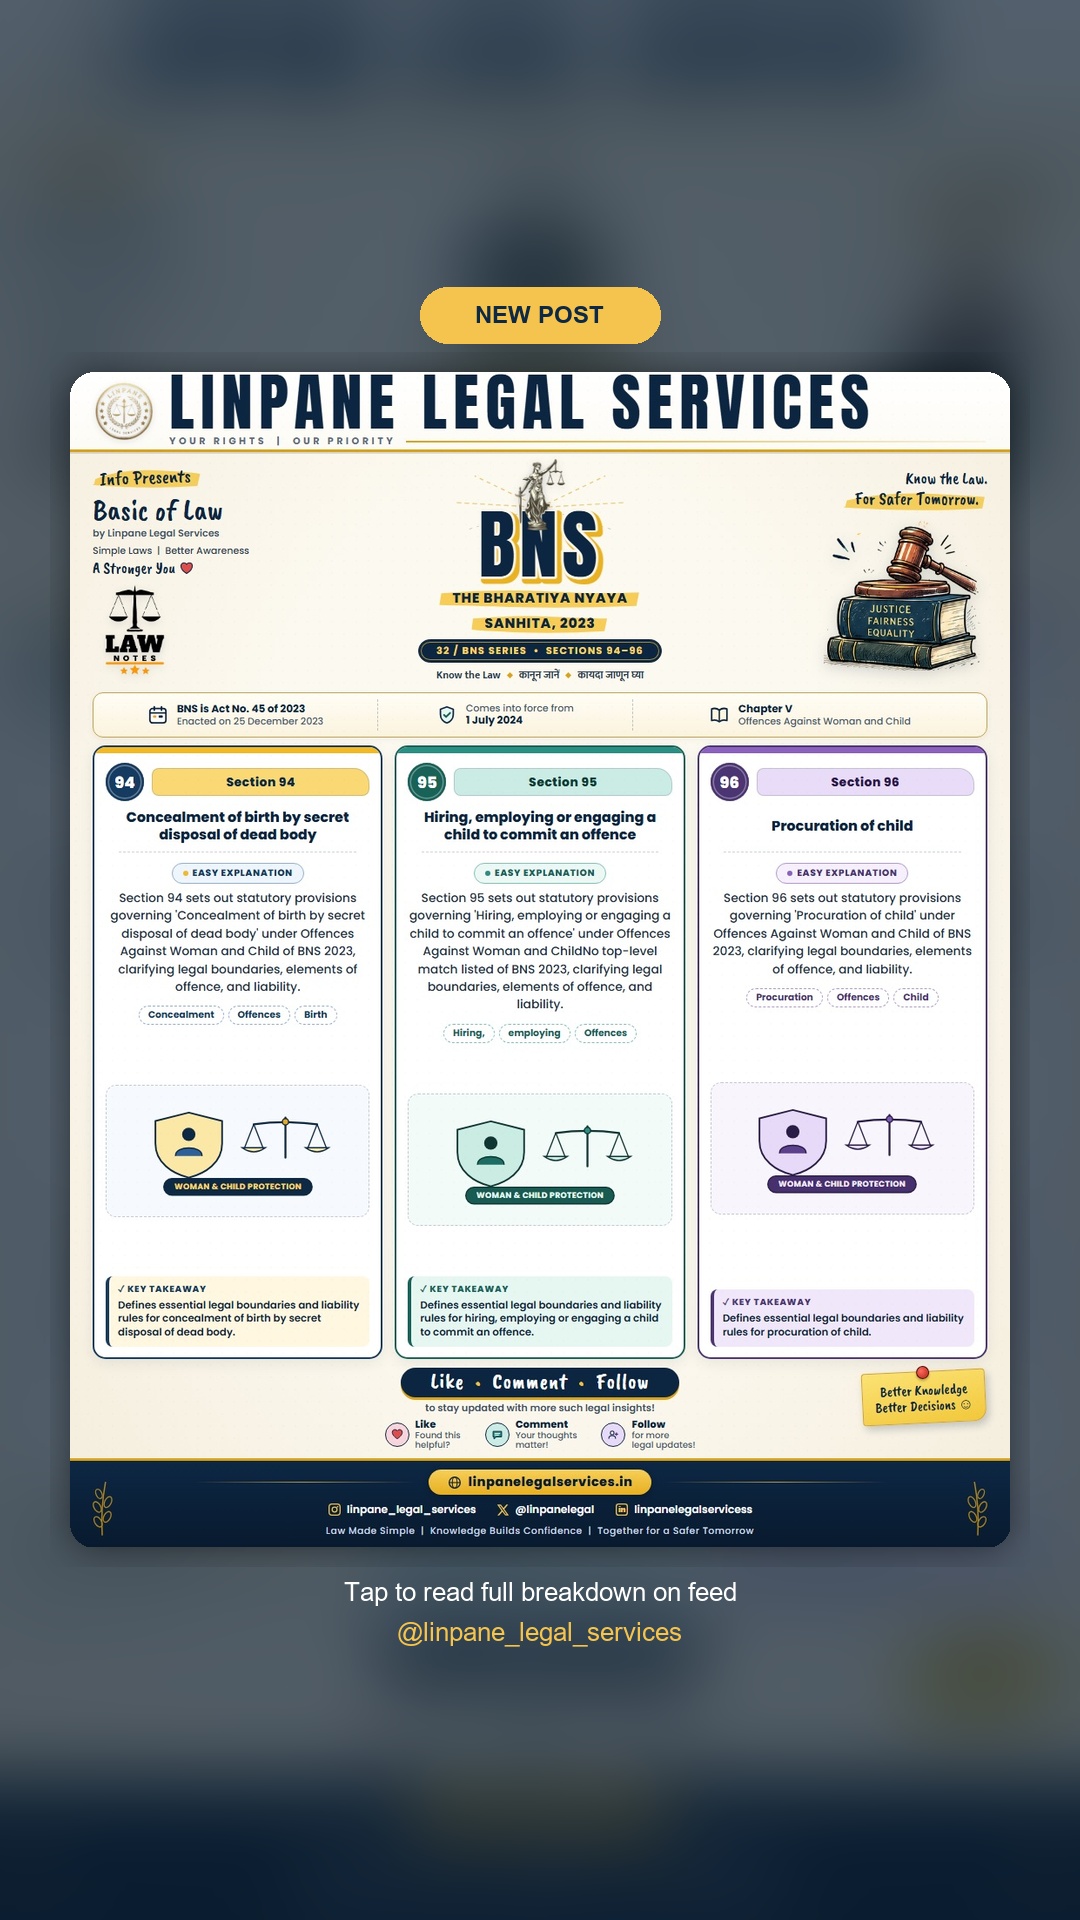 NEW POST
LINPANE LEGAL SERVICES
YOUR RIGHTS | OUR PRIORITY
Info Presents
Basic of Law
by Linpane Legal Services
Simple Laws | Better Awareness
A Stronger You
LAW
NOTES
BNS
THE BHARATIYA NYAYA
SANHITA, 2023
32 / BNS SERIES • SECTIONS 94–96
Know the Law ◆ कानून जानें ◆ कायदा जाणून घ्या
Know the Law.
For Safer Tomorrow.
JUSTICE
FAIRNESS
EQUALITY
BNS is Act No. 45 of 2023
Enacted on 25 December 2023
Comes into force from
1 July 2024
Chapter V
Offences Against Woman and Child
94
Section 94
Concealment of birth by secret
disposal of dead body
EASY EXPLANATION
Section 94 sets out statutory provisions
governing 'Concealment of birth by secret
disposal of dead body' under Offences
Against Woman and Child of BNS 2023,
clarifying legal boundaries, elements of
offence, and liability.
Concealment Offences Birth
WOMAN & CHILD PROTECTION
✓ KEY TAKEAWAY
Defines essential legal boundaries and liability
rules for concealment of birth by secret
disposal of dead body.
95
Section 95
Hiring, employing or engaging a
child to commit an offence
EASY EXPLANATION
Section 95 sets out statutory provisions
governing 'Hiring, employing or engaging a
child to commit an offence' under Offences
Against Woman and ChildNo top-level
match listed of BNS 2023, clarifying legal
boundaries, elements of offence, and
liability.
Hiring, employing Offences
WOMAN & CHILD PROTECTION
✓ KEY TAKEAWAY
Defines essential legal boundaries and liability
rules for hiring, employing or engaging a child
to commit an offence.
96
Section 96
Procuration of child
EASY EXPLANATION
Section 96 sets out statutory provisions
governing 'Procuration of child' under
Offences Against Woman and Child of BNS
2023, clarifying legal boundaries, elements
of offence, and liability.
Procuration Offences Child
WOMAN & CHILD PROTECTION
✓ KEY TAKEAWAY
Defines essential legal boundaries and liability
rules for procuration of child.
Like • Comment • Follow
to stay updated with more such legal insights!
Like
Found this
helpful?
Comment
Your thoughts
matter!
Follow
for more
legal updates!
Better Knowledge
Better Decisions ☺
linpanelegalservices.in
linpane_legal_services @linpanelegal linpanelegalservicess
Law Made Simple | Knowledge Builds Confidence | Together for a Safer Tomorrow
Tap to read full breakdown on feed
@linpane_legal_services